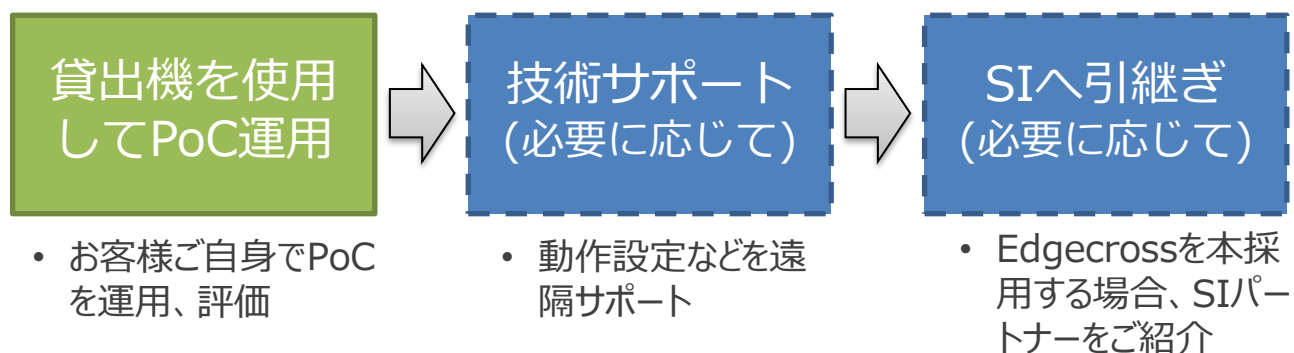 貸出機を使用
してPoC運用
• お客様ご自身でPoC
を運用、評価
技術サポート
(必要に応じて)
• 動作設定などを遠
隔サポート
SIへ引継ぎ
(必要に応じて)
• Edgecrossを本採
用する場合、SIパー
トナーをご紹介